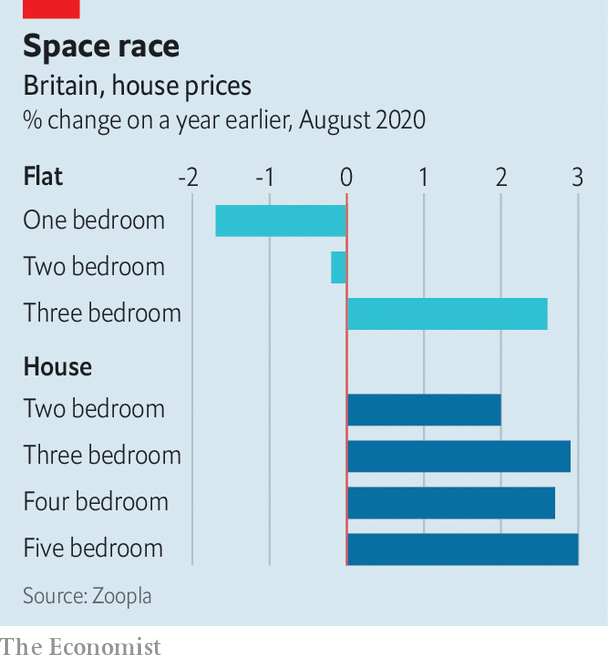 Space race
Britain, house prices
% change on a year earlier, August 2020
Flat -2 -1 0 1 2 3
One bedroom
Two bedroom
Three bedroom
House
Two bedroom
Three bedroom
Four bedroom
Five bedroom
Source: Zoopla
The Economist